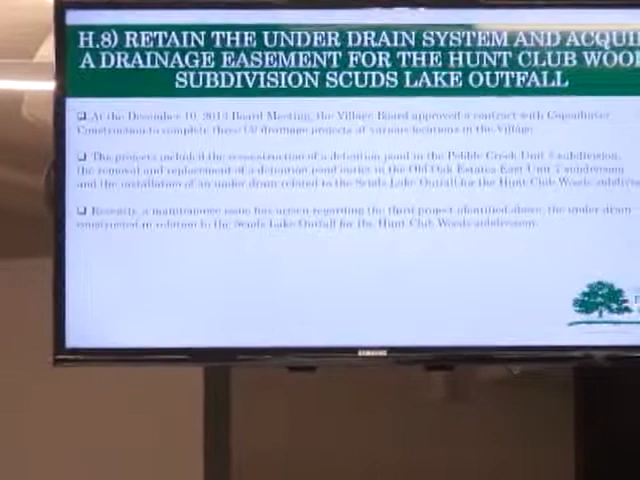 H.8) RETAIN THE UNDER DRAIN SYSTEM AND ACQUI
A DRAINAGE EASEMENT FOR THE HUNT CLUB WOO
SUBDIVISION SCUDS LAKE OUTFALL
❑ At the December 10, 2013 Board Meeting, the Village Board approved a contract with Copenhaver
Construction to complete three drainage projects at various locations in the Village.
❑ The projects included the reconstruction of a detention pond in the Pebble Creek Unit subdivision,
the removal and replacement of a detention pond outlet in the Off Oak Estates East Unit subdivision
and the installation of an under drain related to the Scuds Lake Outfall for the Hunt Club Woods subdivis
❑ Recently, a maintenance issue has arisen regarding the third project identified above, the under drain
constructed in relation to the Scuds Lake Outfall for the Hunt Club Woods subdivision.
SAMSUNG